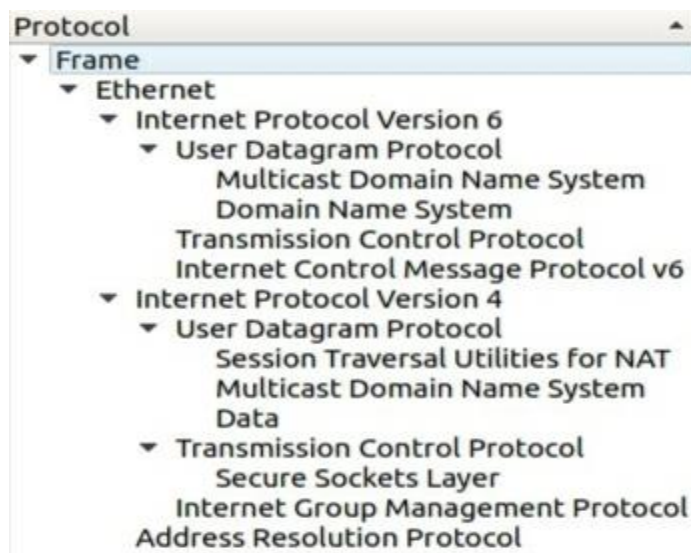 Protocol
Frame
Ethernet
Internet Protocol Version 6
User Datagram Protocol
Multicast Domain Name System
Domain Name System
Transmission Control Protocol
Internet Control Message Protocol v6
Internet Protocol Version 4
User Datagram Protocol
Session Traversal Utilities for NAT
Multicast Domain Name System
Data
Transmission Control Protocol
Secure Sockets Layer
Internet Group Management Protocol
Address Resolution Protocol